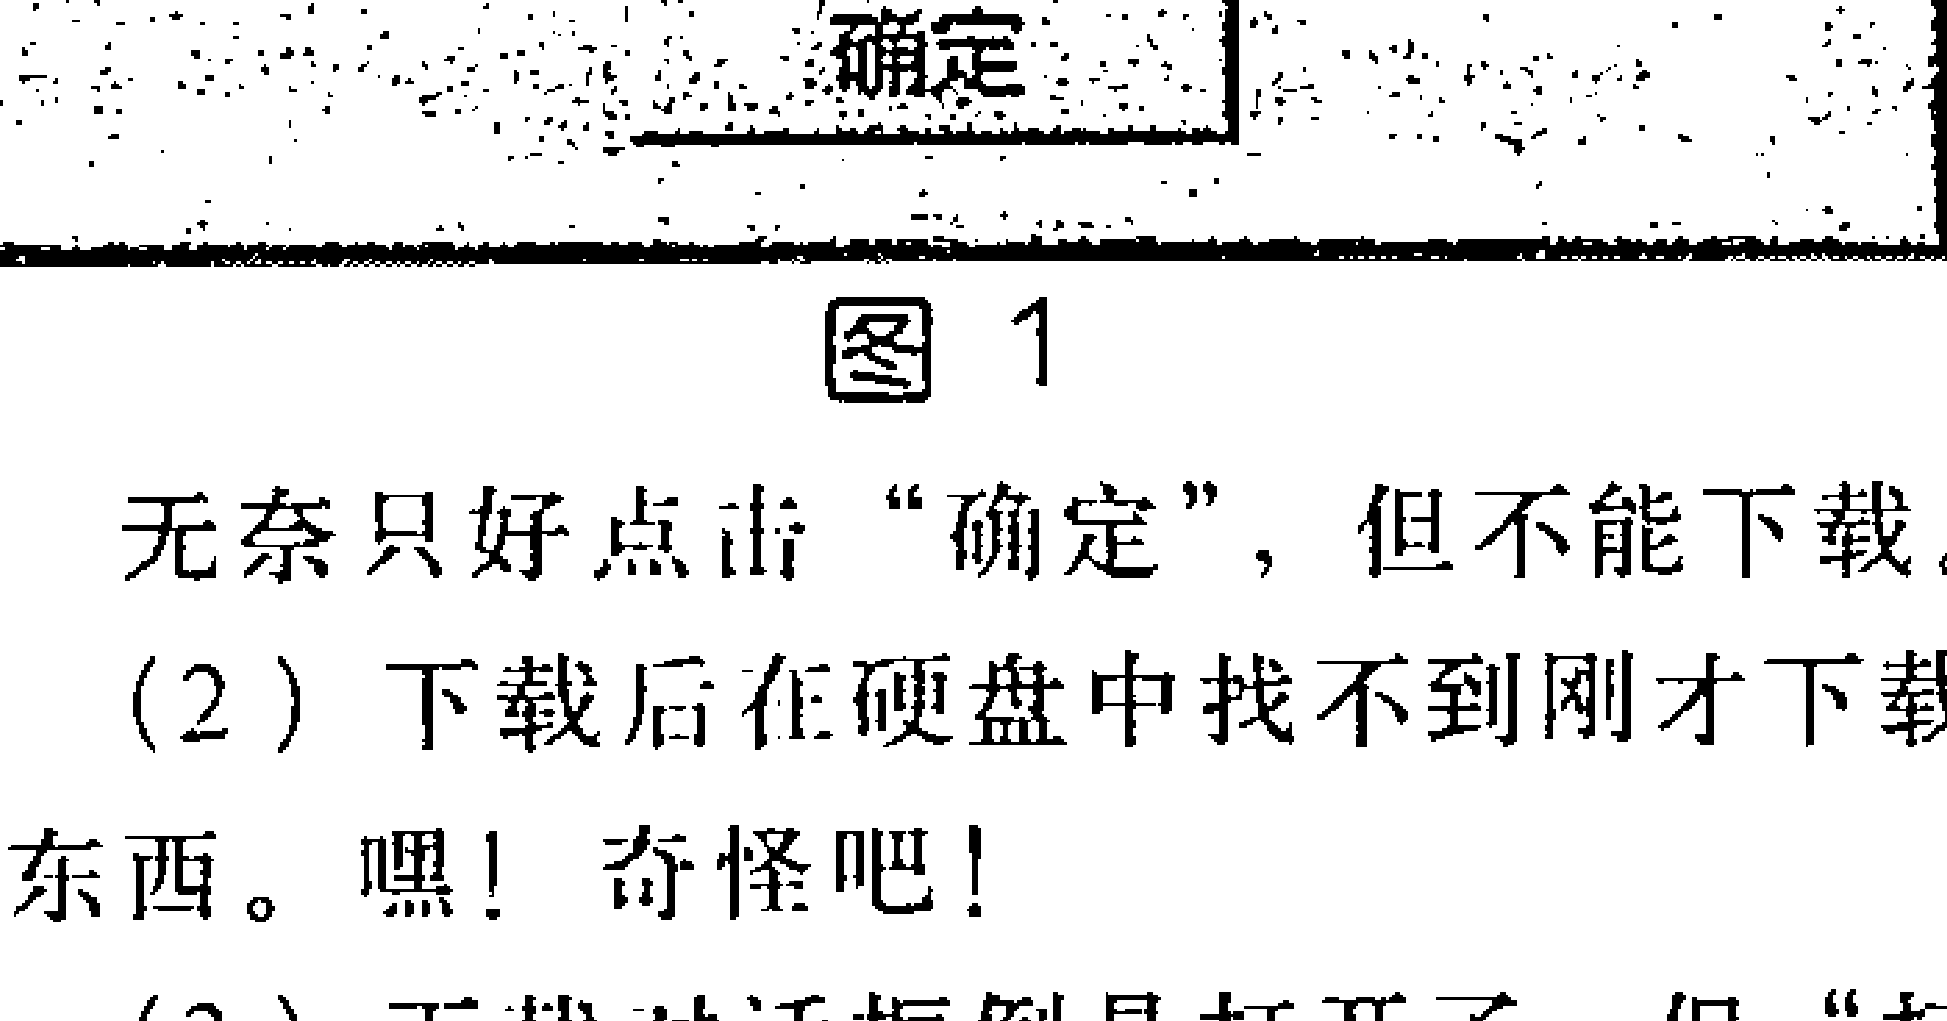 确定
图 1
无奈只好点击“确定”，但不能下载
（2）下载后在硬盘中找不到刚才下载
东西。嘿！奇怪吧！